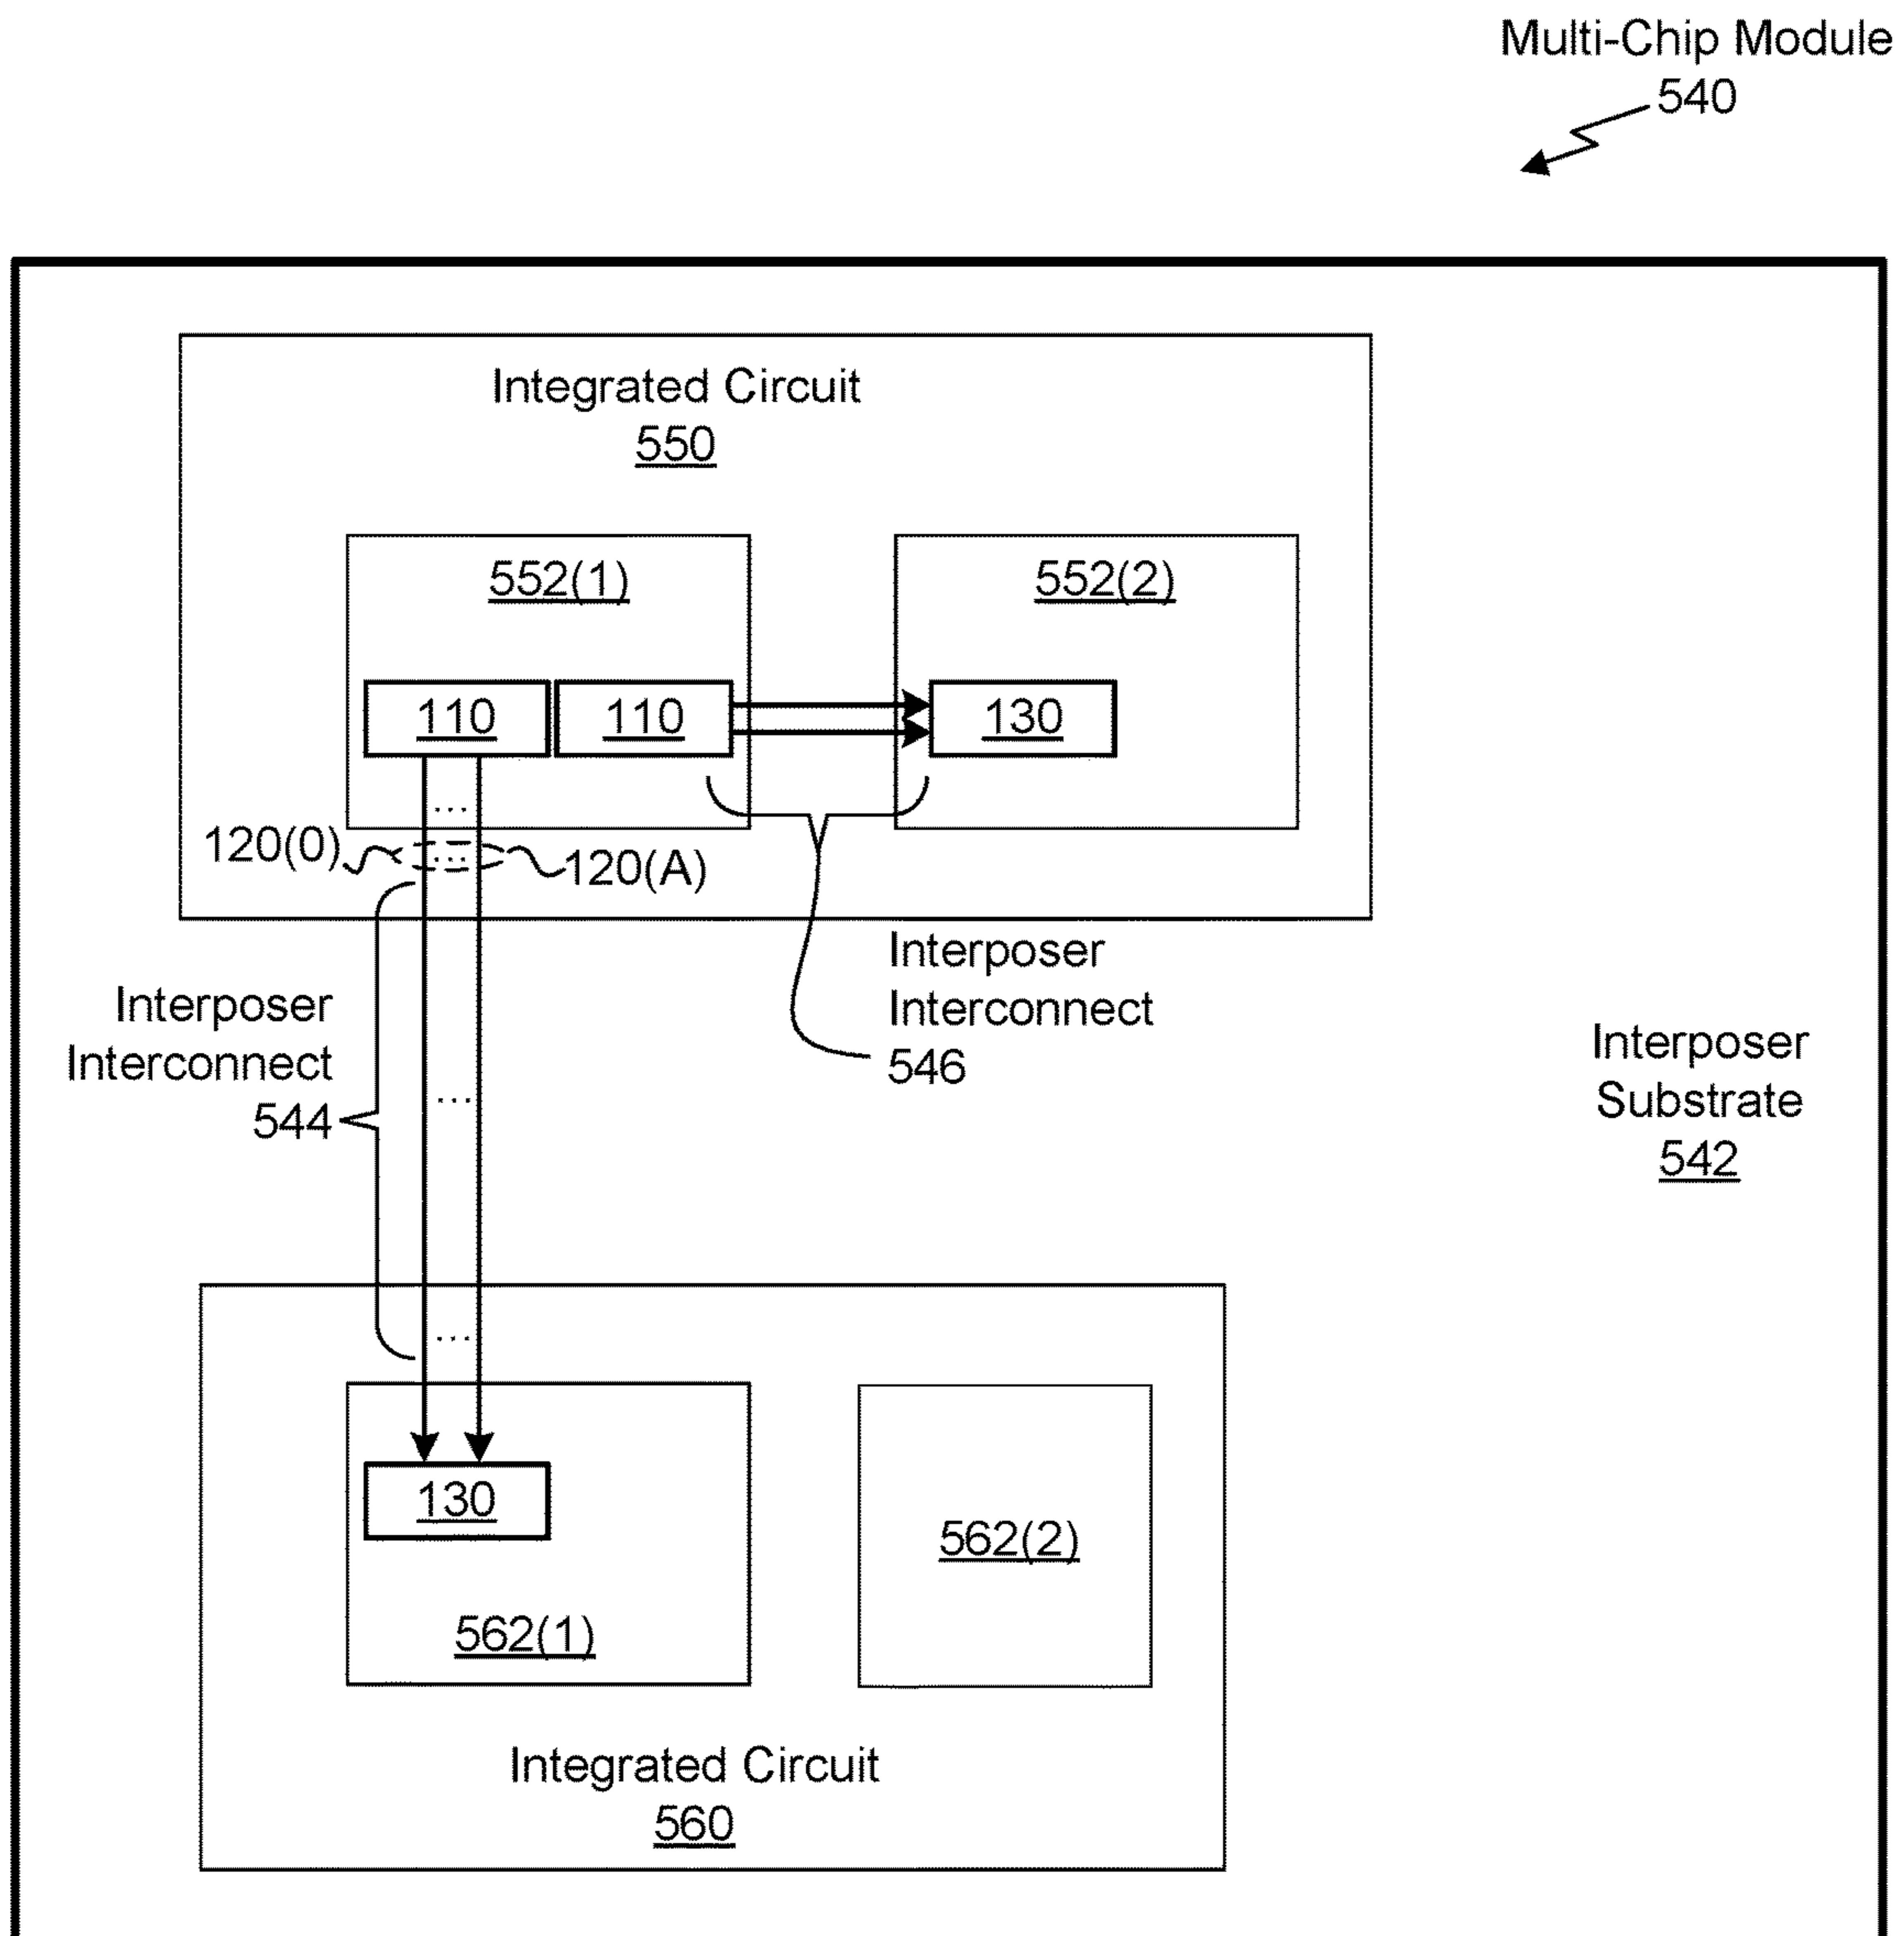 Multi-Chip Module
540
Integrated Circuit
550
552(1)
552(2)
110
110
130
...
120(0)
...
120(A)
Interposer
Interconnect
546
Interposer
Interconnect
544
...
Interposer
Substrate
542
...
130
562(1)
562(2)
Integrated Circuit
560